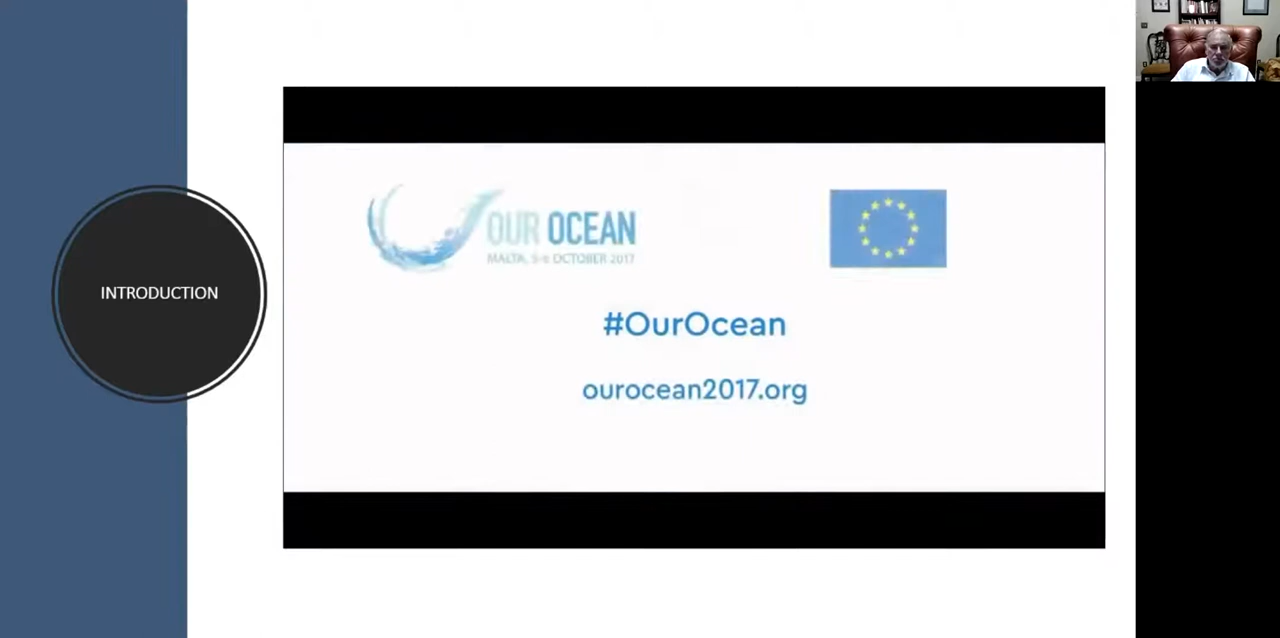 INTRODUCTION
OUR OCEAN
MALTA, 5-6 OCTOBER 2017
#OurOcean
ourocean2017.org